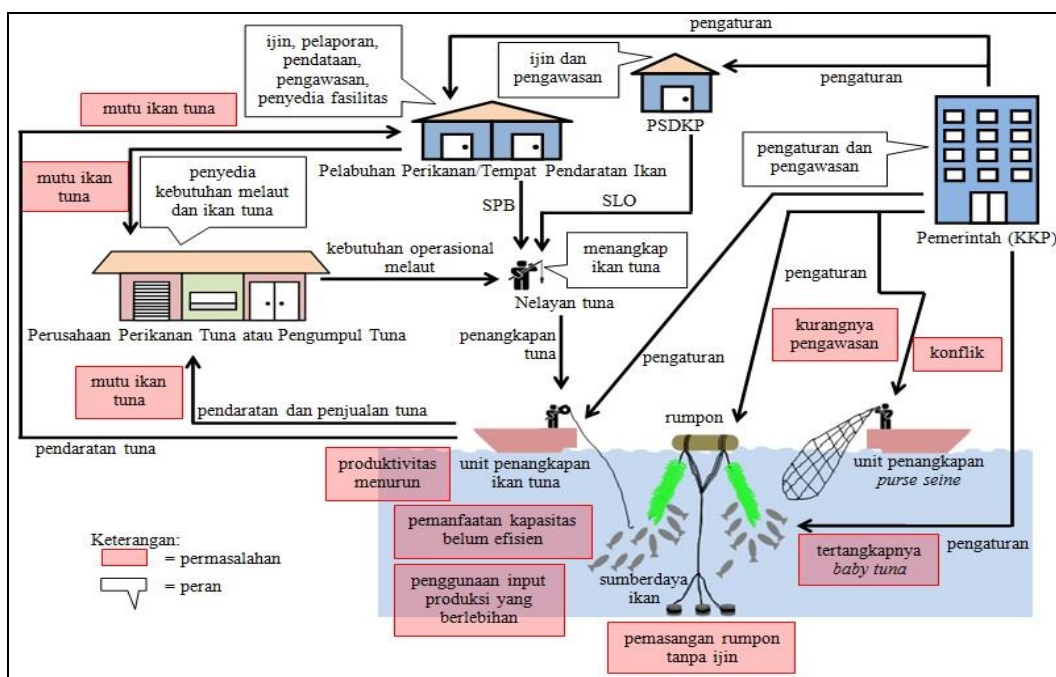 pengaturan
ijin, pelaporan,
pendataan,
pengawasan,
penyedia fasilitas
ijin dan
pengawasan
pengaturan
mutu ikan tuna
PSDKP
pengaturan dan
pengawasan
mutu ikan
tuna
penyedia
kebutuhan melaut
dan ikan tuna
Pelabuhan Perikanan/Tempat Pendaratan Ikan
SPB
SLO
Pemerintah (KKP)
kebutuhan operasional
melaut
menangkap
ikan tuna
pengaturan
Nelayan tuna
Perusahaan Perikanan Tuna atau Pengumpul Tuna
penangkapan
tuna
kurangnya
pengawasan
konflik
pengaturan
mutu ikan
tuna
pendaratan dan penjualan tuna
rumpon
pendaratan tuna
produktivitas
menurun
unit penangkapan
ikan tuna
unit penangkapan
purse seine
pemanfaatan kapasitas
belum efisien
Keterangan:
= permasalahan
= peran
pengaturan
tertangkapnya
baby tuna
penggunaan input
produksi yang
berlebihan
sumberdaya
ikan
pemasangan rumpon
tanpa ijin